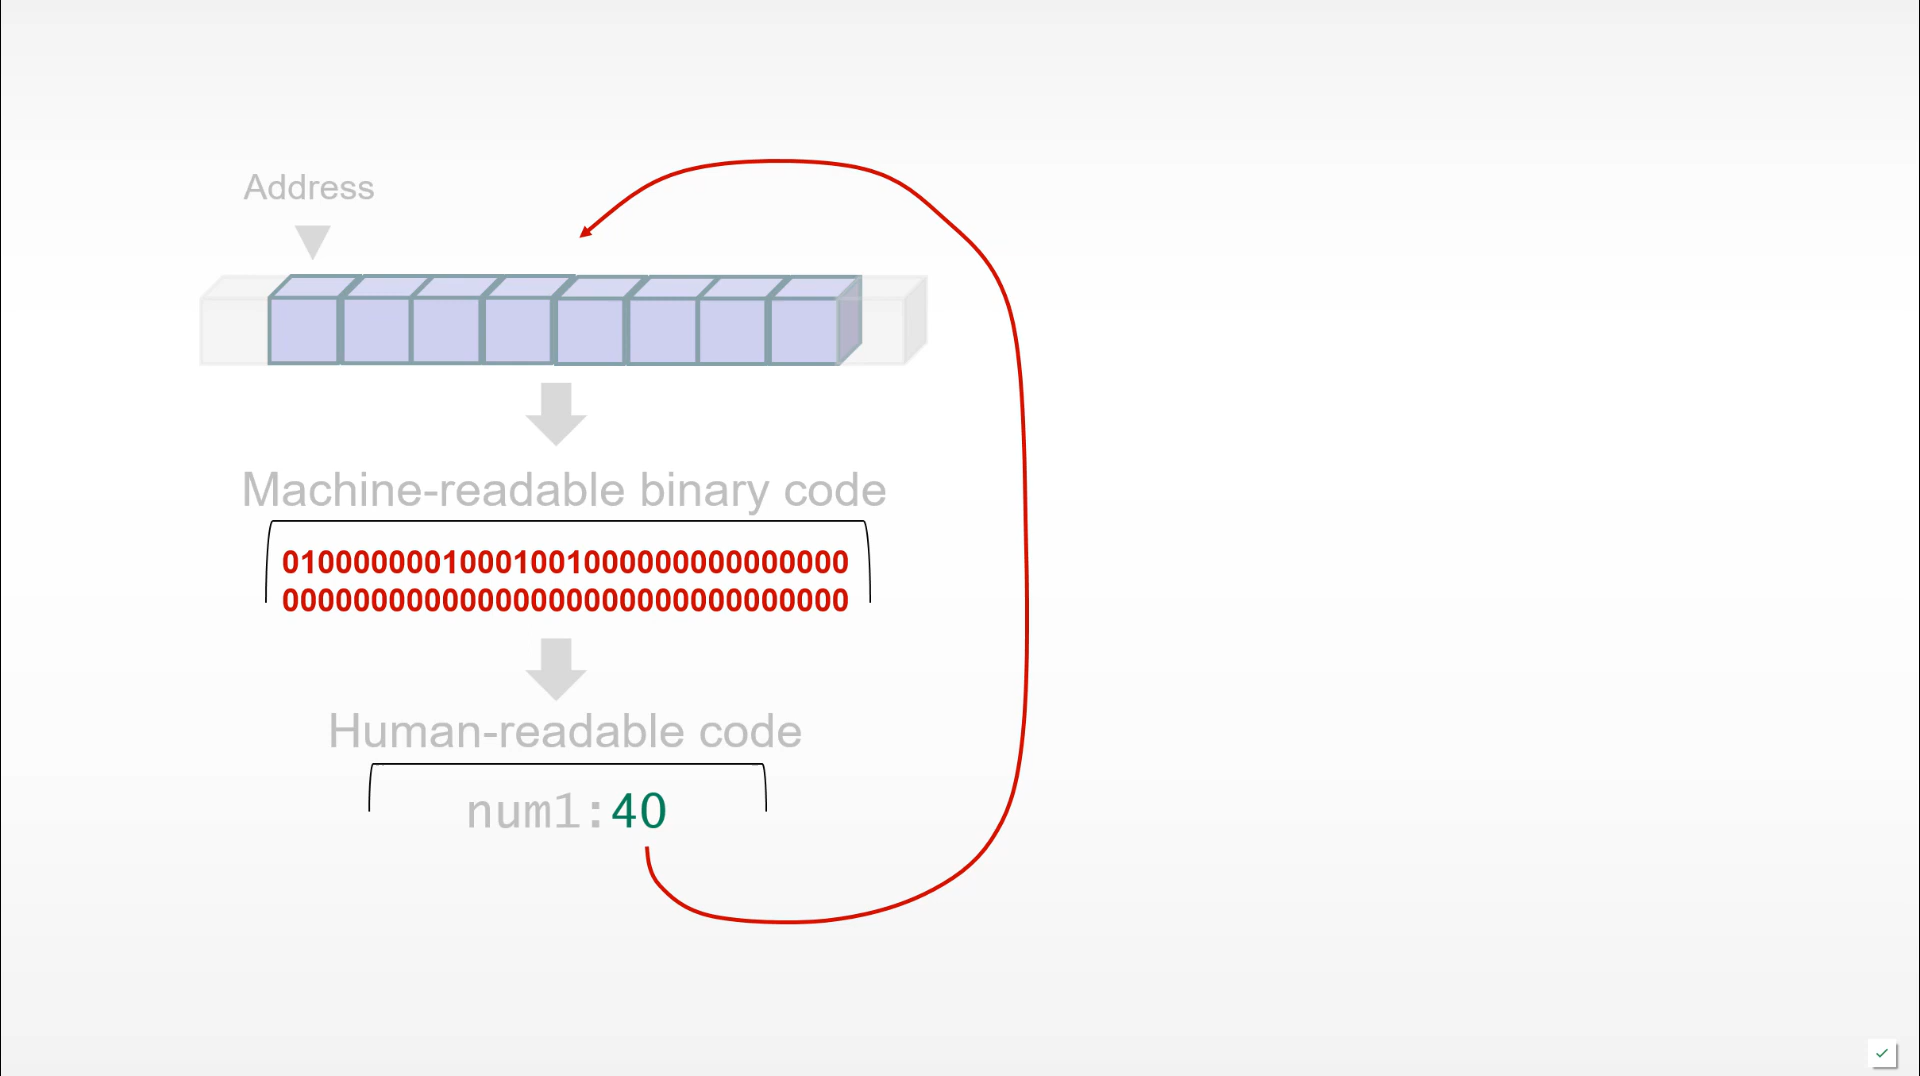 Address
Machine-readable binary code
01000000010001001000000000000000
00000000000000000000000000000000
Human-readable code
num1:40